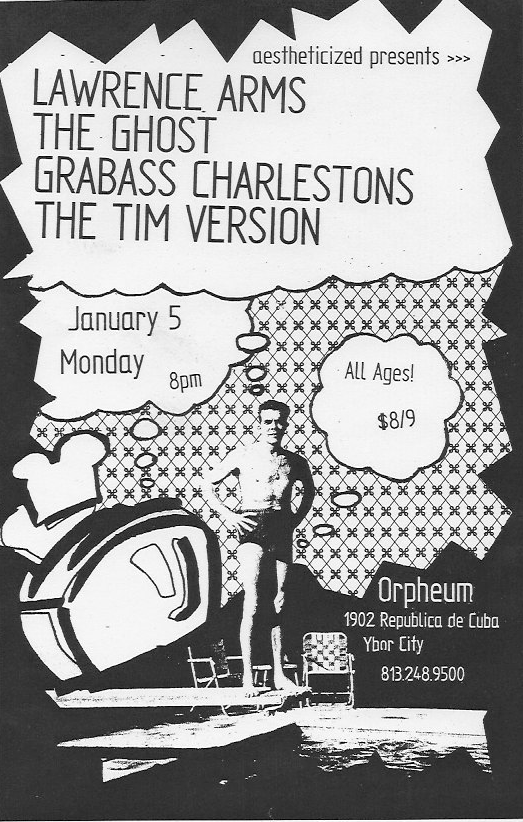 aestheticized presents >>>
LAWRENCE ARMS
THE GHOST
GRABASS CHARLESTONS
THE TIM VERSION
January 5
Monday
8pm
All Ages!
$8/9
Orpheum
1902 Republica de Cuba
Ybor City
813.248.9500